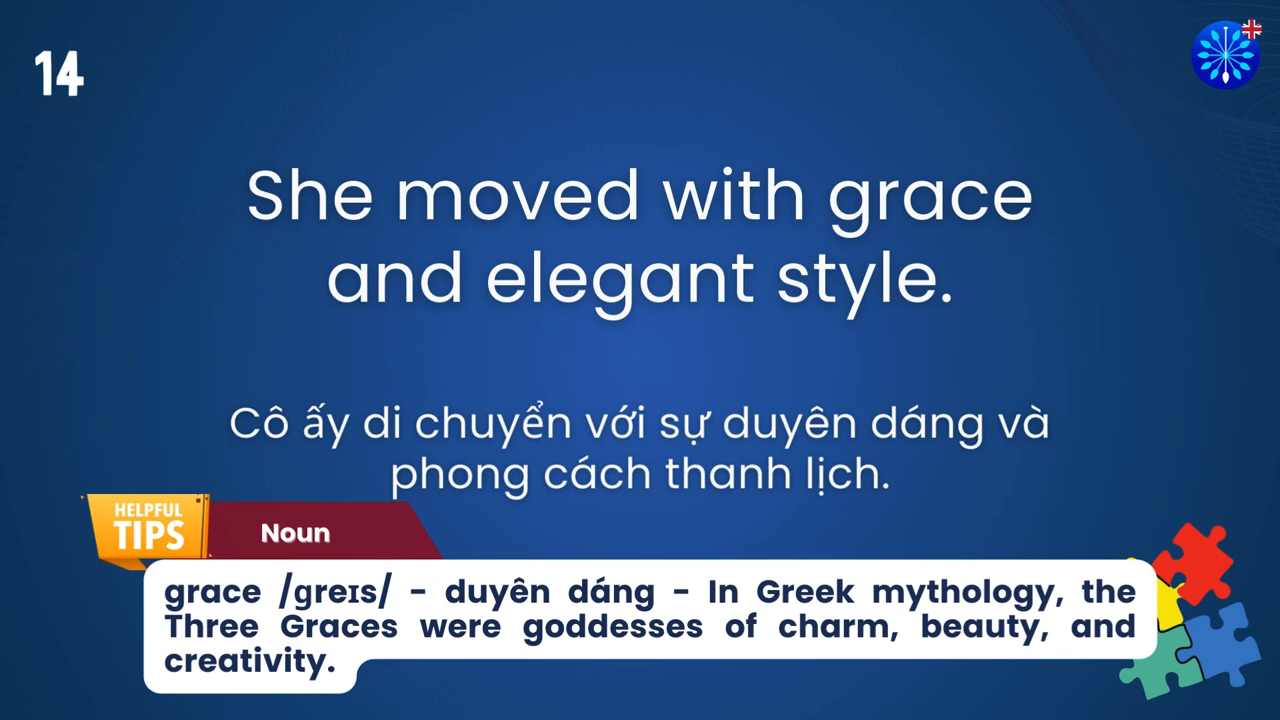 14
She moved with grace
and elegant style.
Cô ấy di chuyển với sự duyên dáng và
phong cách thanh lịch.
HELPFUL
TIPS
Noun
grace /ɡreɪs/ - duyên dáng - In Greek mythology, the
Three Graces were goddesses of charm, beauty, and
creativity.